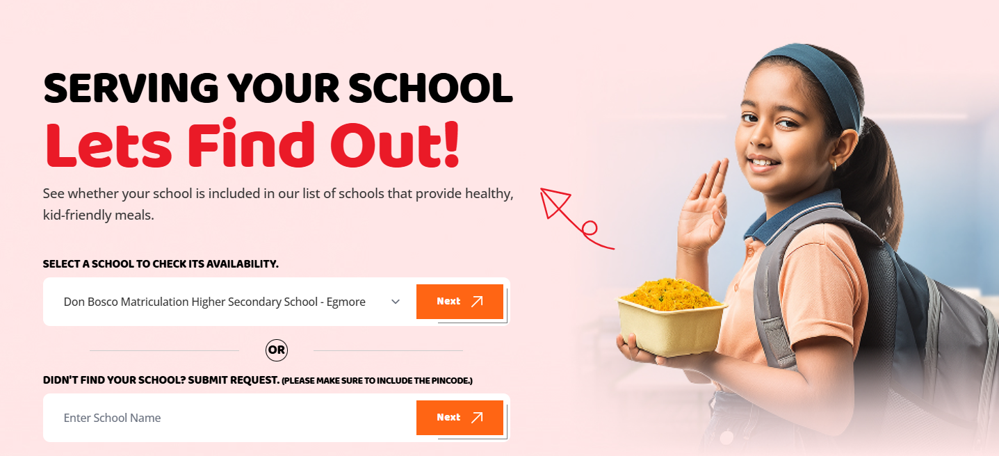 SERVING YOUR SCHOOL
Lets Find Out!
See whether your school is included in our list of schools that provide healthy,
kid-friendly meals.
SELECT A SCHOOL TO CHECK ITS AVAILABILITY.
Don Bosco Matriculation Higher Secondary School - Egmore
Next
OR
DIDN'T FIND YOUR SCHOOL? SUBMIT REQUEST. (PLEASE MAKE SURE TO INCLUDE THE PINCODE.)
Enter School Name
Next